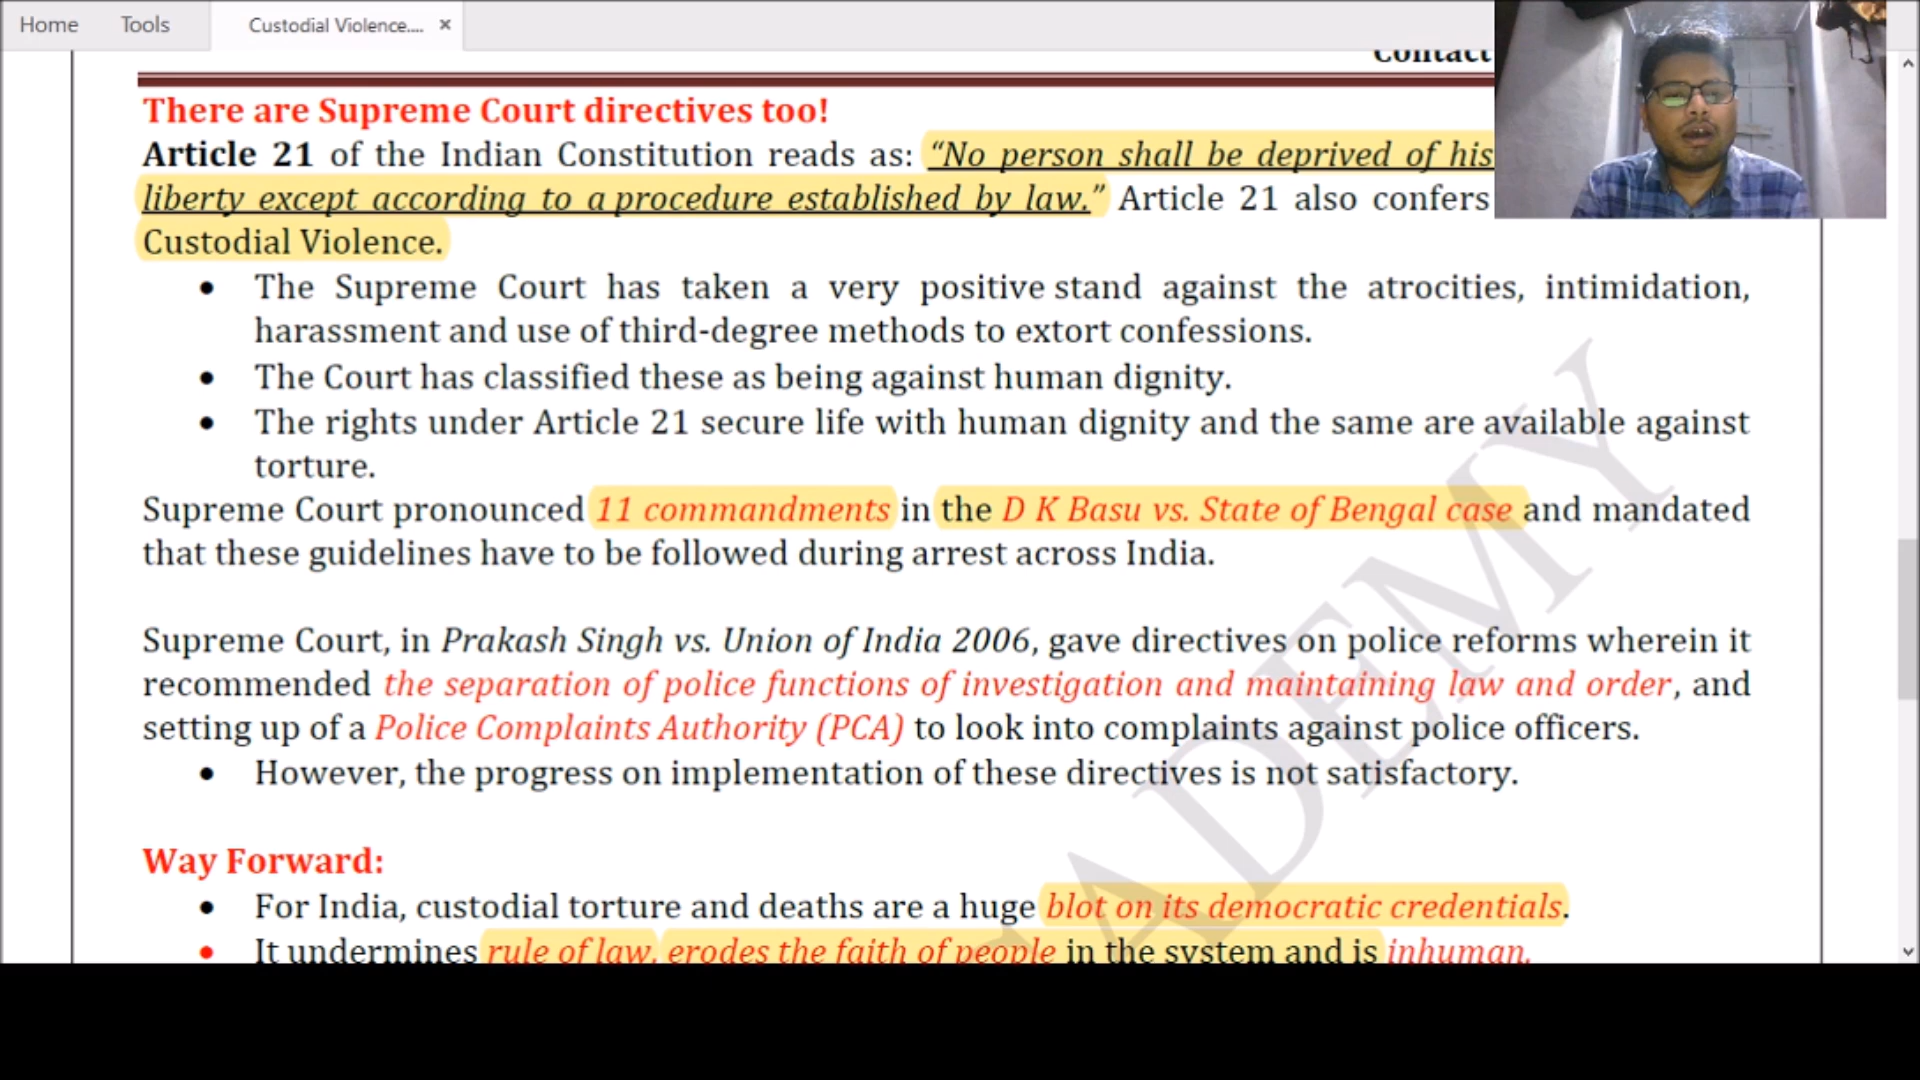 Home Tools Custodial Violence.... ×
Contact
There are Supreme Court directives too!
Article 21 of the Indian Constitution reads as: “No person shall be deprived of his
liberty except according to a procedure established by law.” Article 21 also confers
Custodial Violence.
• The Supreme Court has taken a very positive stand against the atrocities, intimidation,
harassment and use of third-degree methods to extort confessions.
• The Court has classified these as being against human dignity.
• The rights under Article 21 secure life with human dignity and the same are available against
torture.
Supreme Court pronounced 11 commandments in the D K Basu vs. State of Bengal case and mandated
that these guidelines have to be followed during arrest across India.
Supreme Court, in Prakash Singh vs. Union of India 2006, gave directives on police reforms wherein it
recommended the separation of police functions of investigation and maintaining law and order, and
setting up of a Police Complaints Authority (PCA) to look into complaints against police officers.
• However, the progress on implementation of these directives is not satisfactory.
Way Forward:
• For India, custodial torture and deaths are a huge blot on its democratic credentials.
• It undermines rule of law, erodes the faith of people in the system and is inhuman.
ADEMY